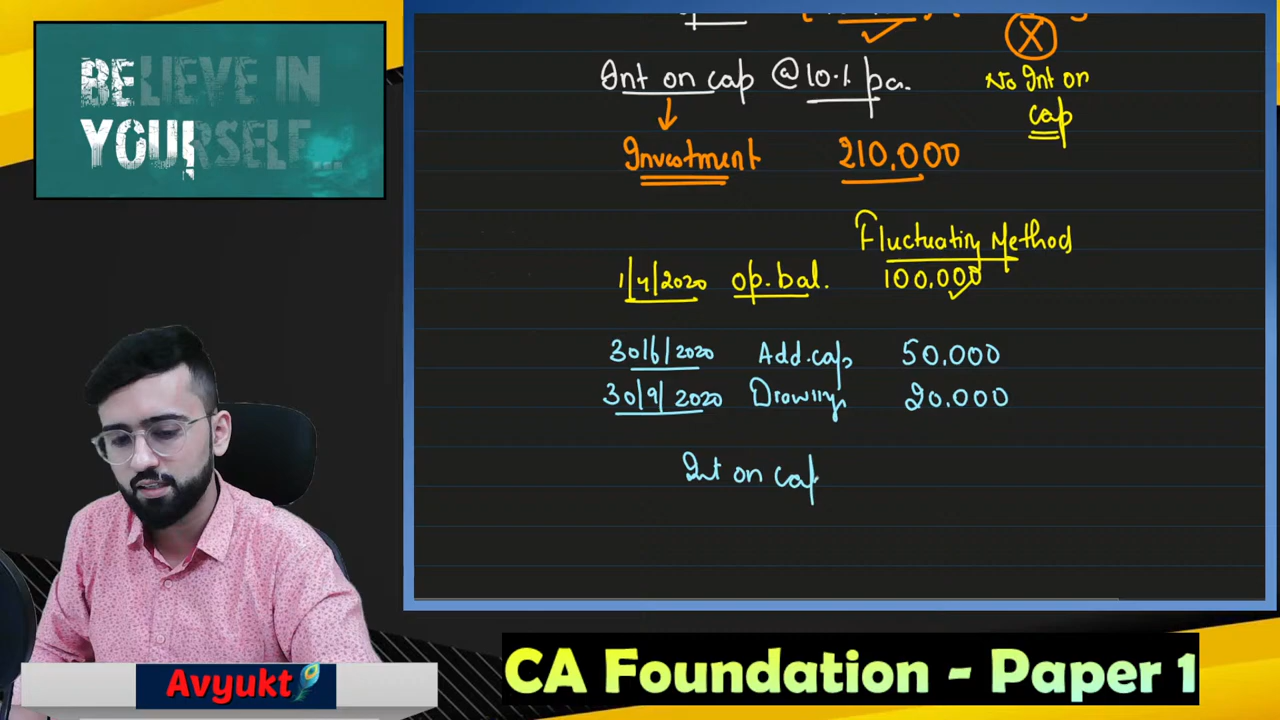 BELIEVE IN
YOURSELF...
Int on cap @10.1. pa.
No Int on
cap
Investment 210,000
Fluctuating Method
1/4/2020 op.bal. 100,000
30/6/2020 Add.cap 50,000
30/9/2020 Drawings 20,000
Int on cap
Avyukt
CA Foundation - Paper 1